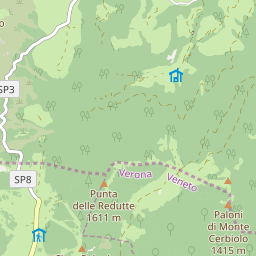 SP3
Verona
Veneto
SP8
Punta
delle Redutte
1611 m
Paloni
di Monte
Cerbiolo
1415 m